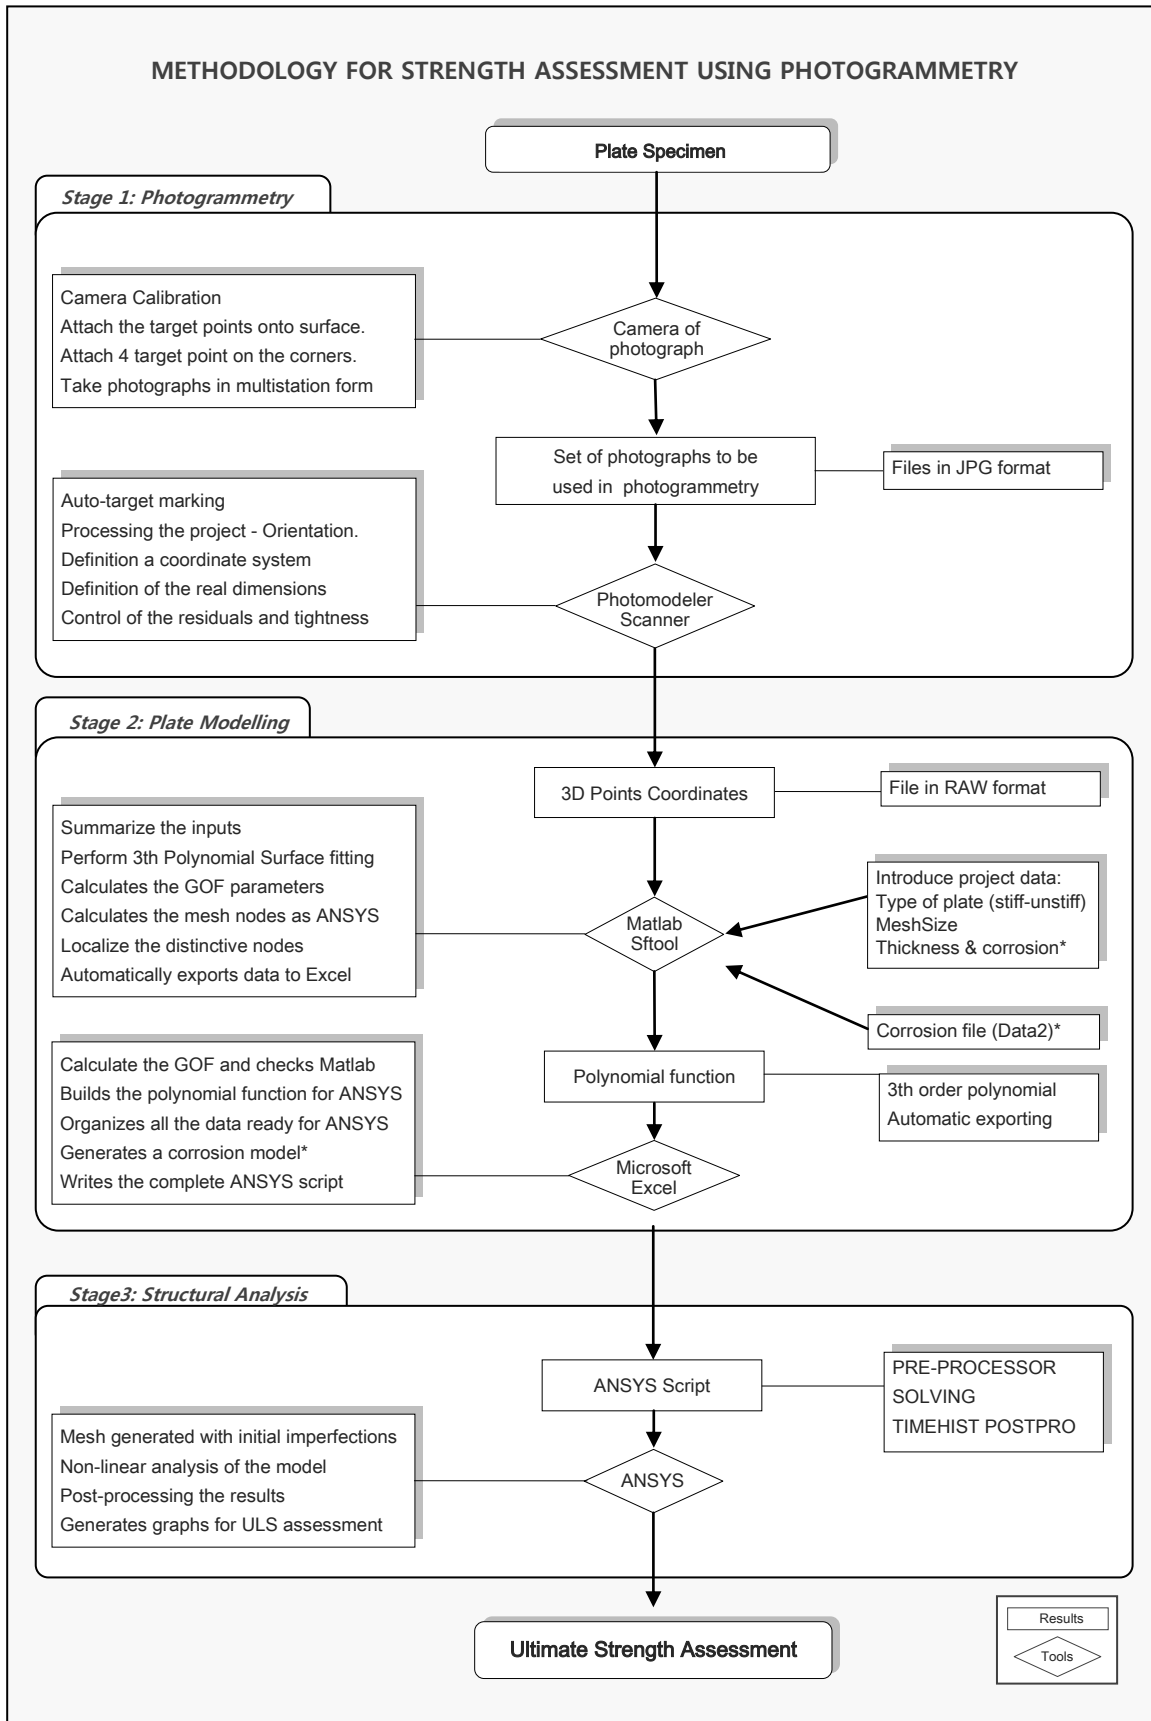 METHODOLOGY FOR STRENGTH ASSESSMENT USING PHOTOGRAMMETRY
Plate Specimen
Stage 1: Photogrammetry
Camera Calibration
Attach the target points onto surface.
Attach 4 target point on the corners.
Take photographs in multistation form
Camera of
photograph
Set of photographs to be
used in photogrammetry
Files in JPG format
Auto-target marking
Processing the project - Orientation.
Definition a coordinate system
Definition of the real dimensions
Control of the residuals and tightness
Photomodeler
Scanner
Stage 2: Plate Modelling
3D Points Coordinates
File in RAW format
Summarize the inputs
Perform 3th Polynomial Surface fitting
Calculates the GOF parameters
Calculates the mesh nodes as ANSYS
Localize the distinctive nodes
Automatically exports data to Excel
Matlab
Sftool
Introduce project data:
Type of plate (stiff-unstiff)
MeshSize
Thickness & corrosion*
Corrosion file (Data2)*
Polynomial function
3th order polynomial
Automatic exporting
Calculate the GOF and checks Matlab
Builds the polynomial function for ANSYS
Organizes all the data ready for ANSYS
Generates a corrosion model*
Writes the complete ANSYS script
Microsoft
Excel
Stage3: Structural Analysis
ANSYS Script
PRE-PROCESSOR
SOLVING
TIMEHIST POSTPRO
Mesh generated with initial imperfections
Non-linear analysis of the model
Post-processing the results
Generates graphs for ULS assessment
ANSYS
Ultimate Strength Assessment
Results
Tools